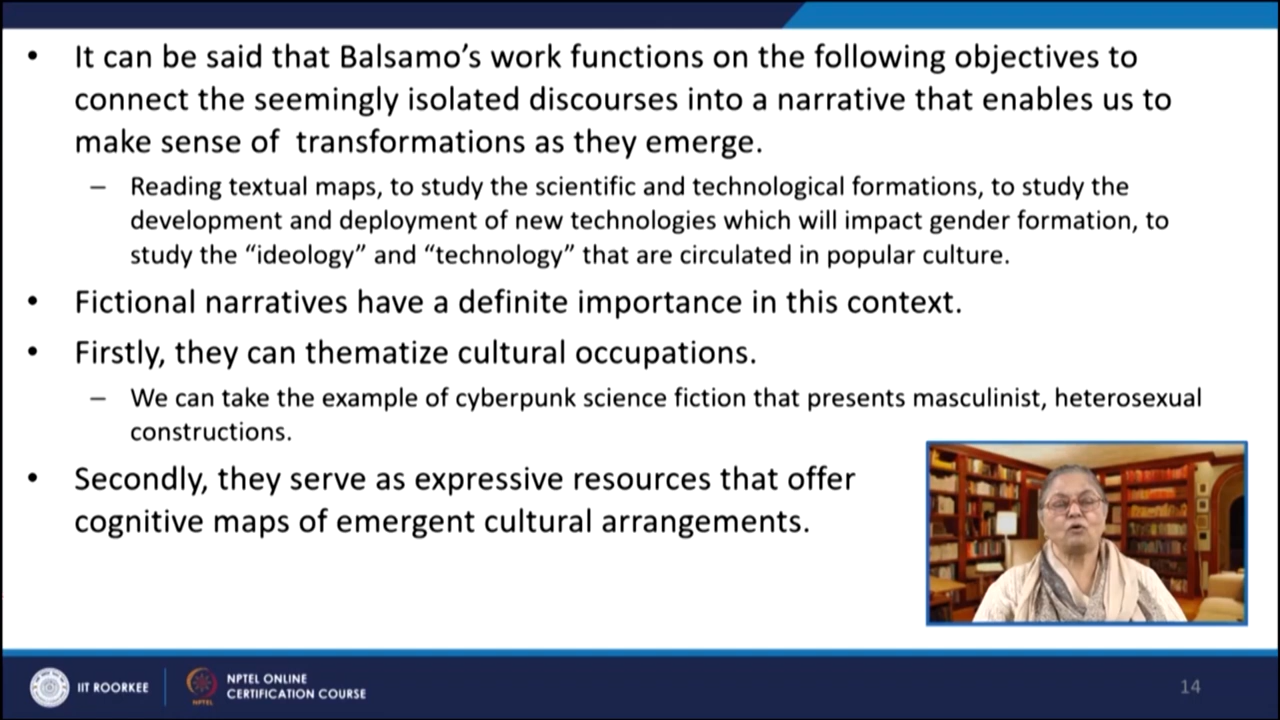 • It can be said that Balsamo’s work functions on the following objectives to
connect the seemingly isolated discourses into a narrative that enables us to
make sense of transformations as they emerge.
– Reading textual maps, to study the scientific and technological formations, to study the
development and deployment of new technologies which will impact gender formation, to
study the “ideology” and “technology” that are circulated in popular culture.
• Fictional narratives have a definite importance in this context.
• Firstly, they can thematize cultural occupations.
– We can take the example of cyberpunk science fiction that presents masculinist, heterosexual
constructions.
• Secondly, they serve as expressive resources that offer
cognitive maps of emergent cultural arrangements.
IIT ROORKEE
NPTEL
NPTEL ONLINE
CERTIFICATION COURSE
14